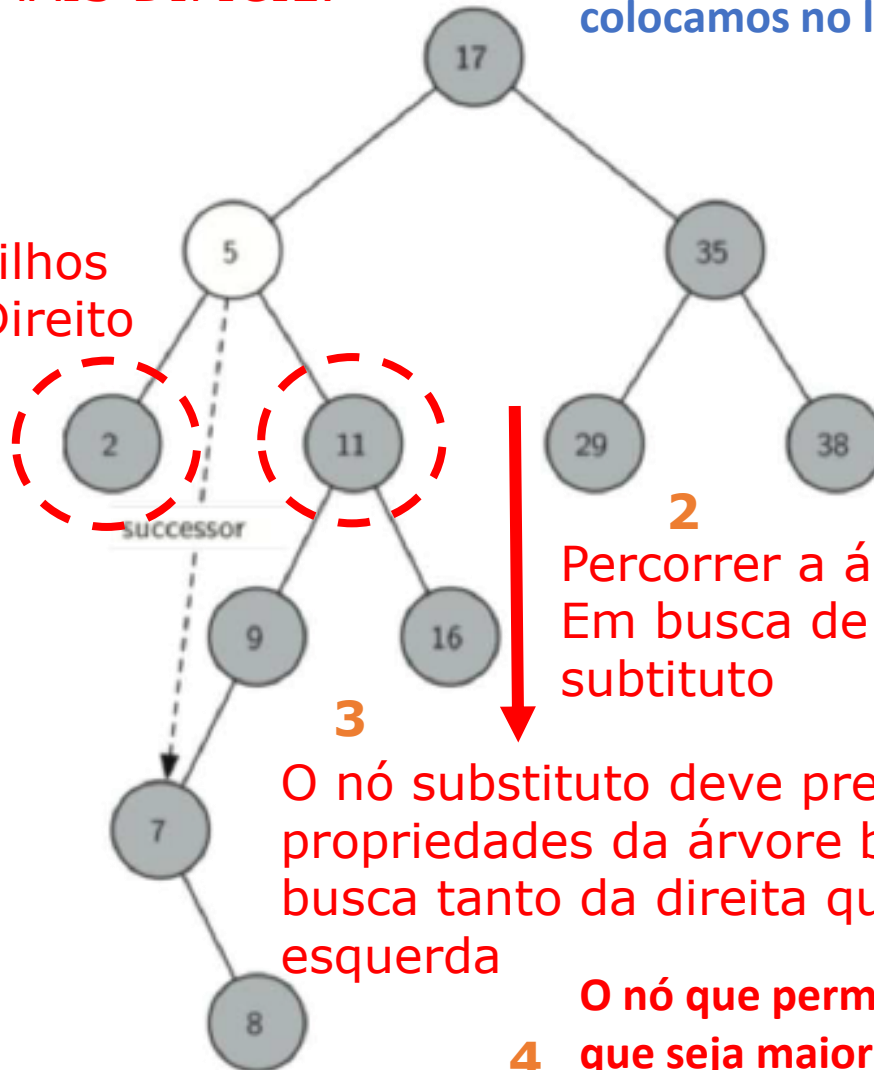 colocamos no l
17
5
35
ilhos
Direito
2
11
29
38
successor
2
Percorrer a á
Em busca de
subtituto
9
16
3
O nó substituto deve pre
propriedades da árvore b
busca tanto da direita qu
esquerda
7
8
O nó que perm
4 que seja maior